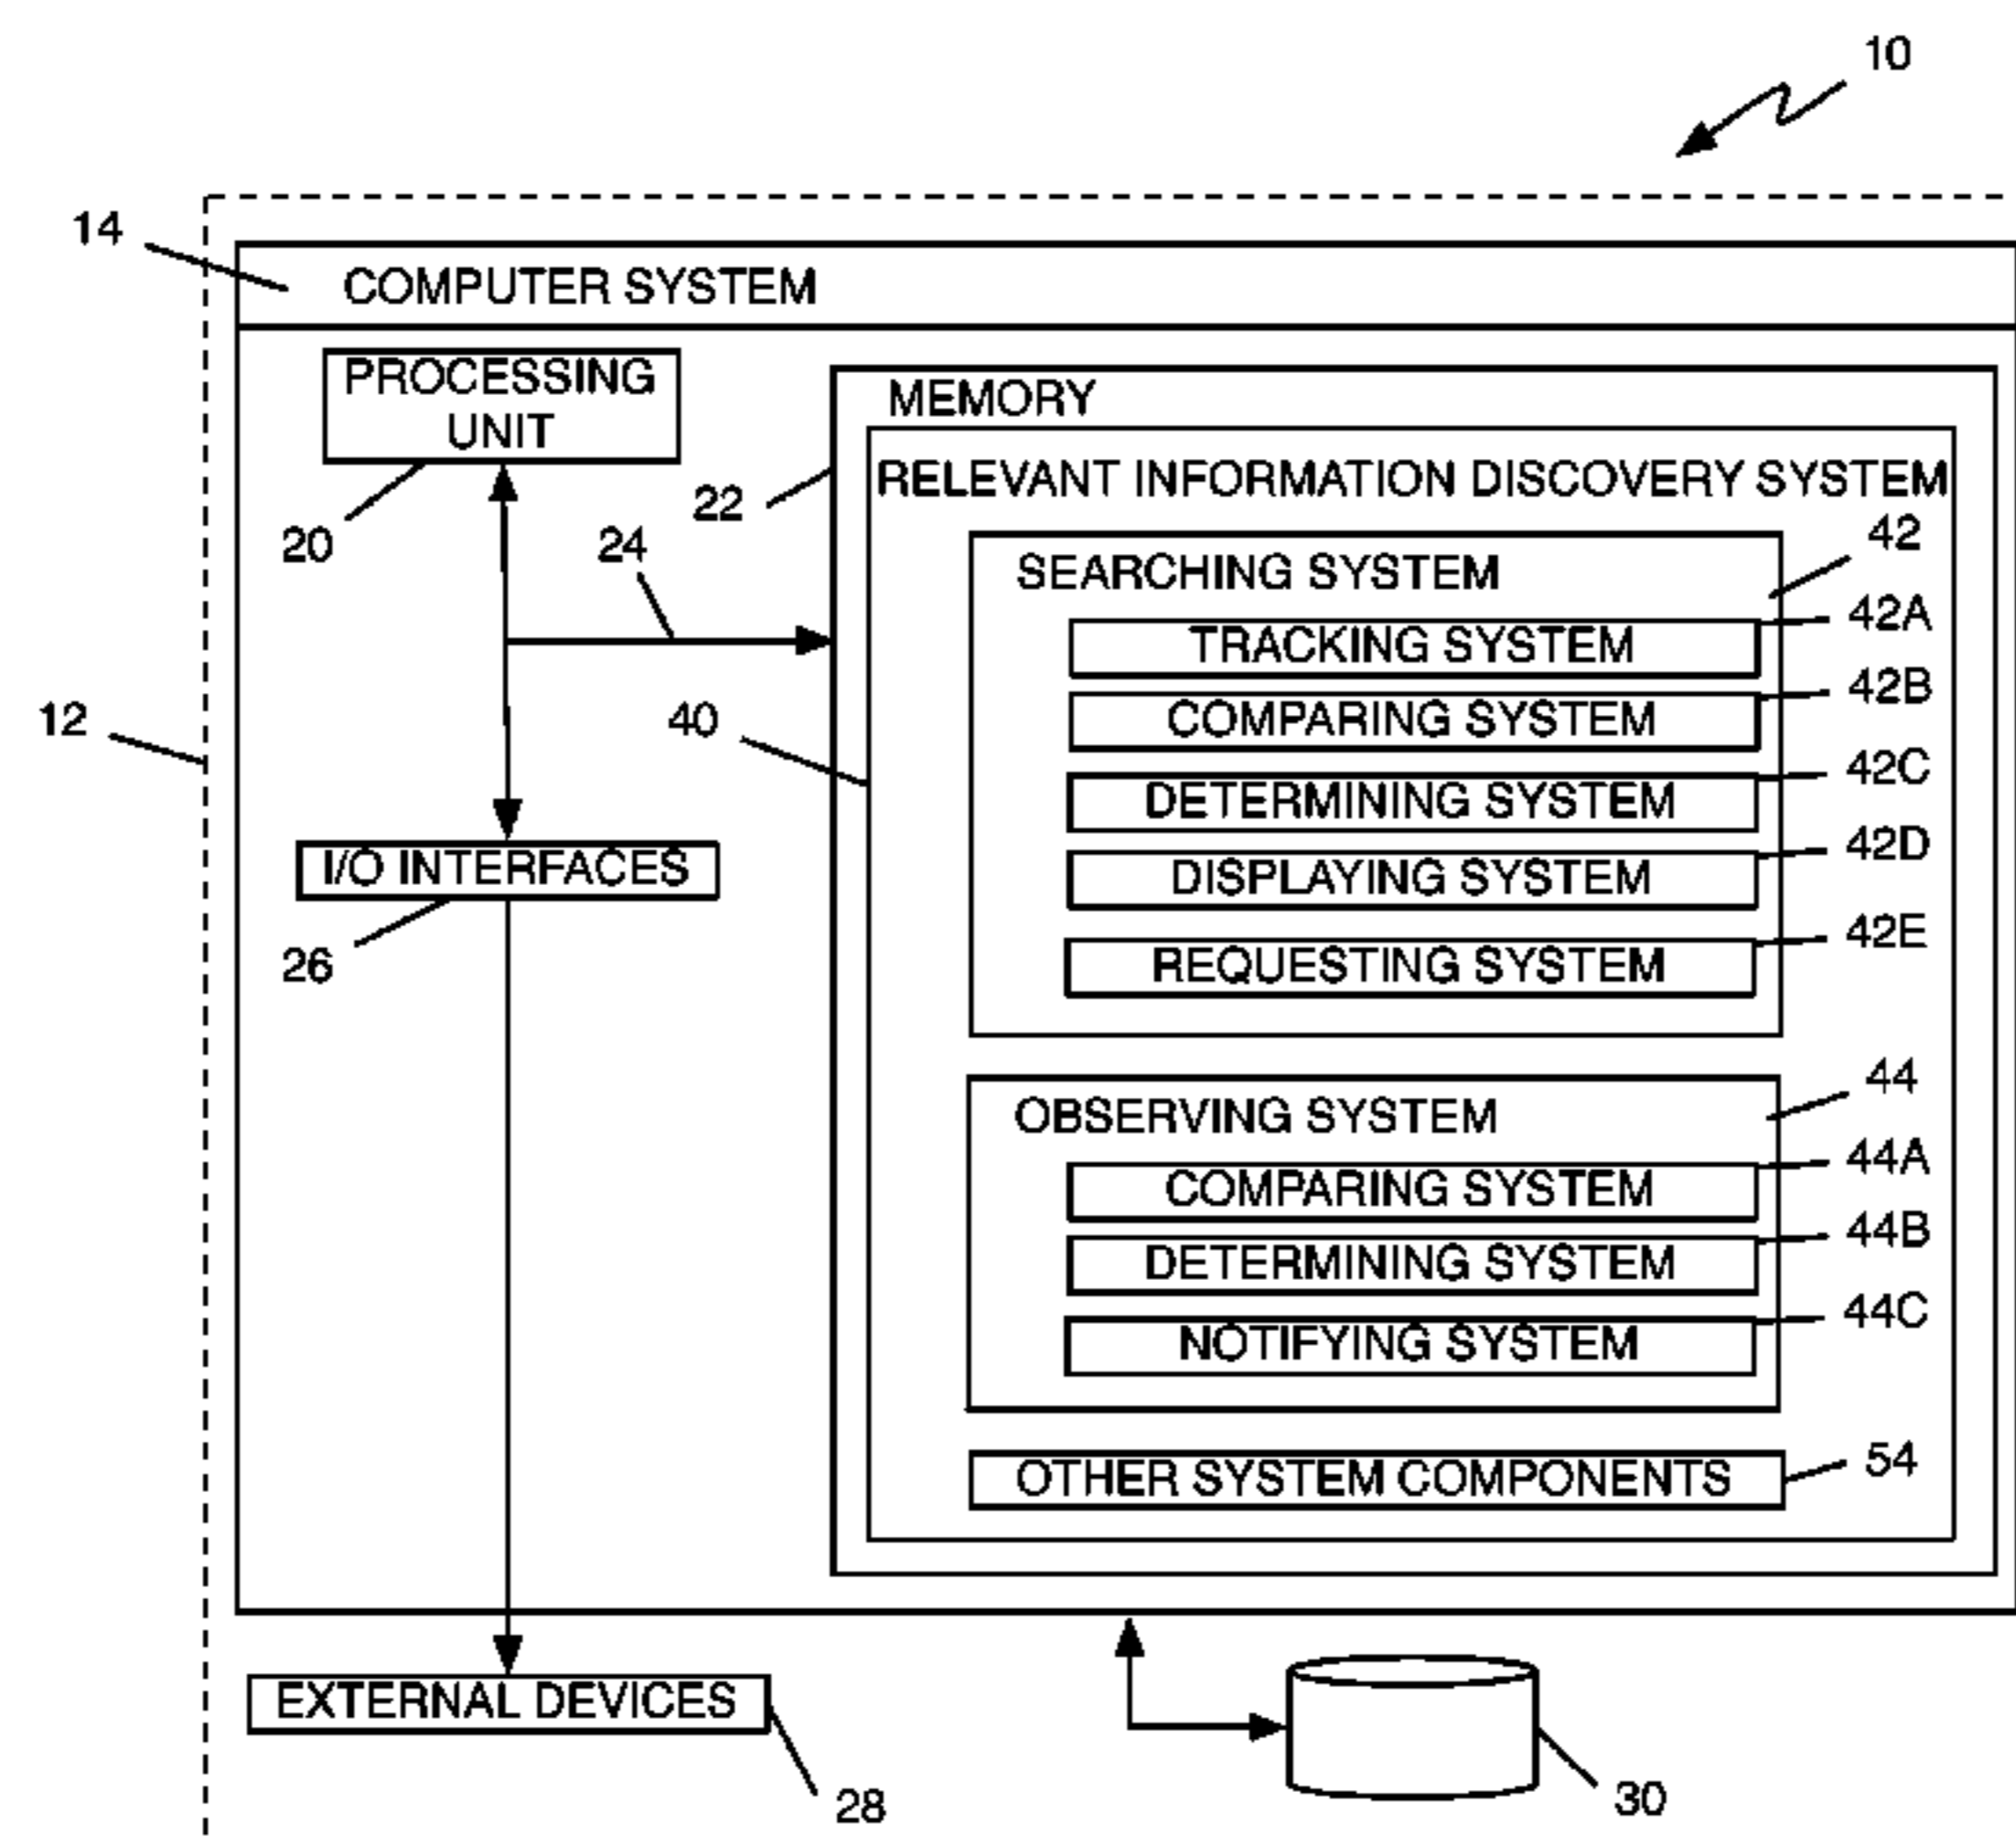 10
14
COMPUTER SYSTEM
PROCESSING
UNIT
MEMORY
RELEVANT INFORMATION DISCOVERY SYSTEM
22
20
24
42
SEARCHING SYSTEM
42A
TRACKING SYSTEM
42B
COMPARING SYSTEM
12
40
42C
DETERMINING SYSTEM
42D
DISPLAYING SYSTEM
I/O INTERFACES
42E
REQUESTING SYSTEM
26
44
OBSERVING SYSTEM
44A
COMPARING SYSTEM
44B
DETERMINING SYSTEM
44C
NOTIFYING SYSTEM
54
OTHER SYSTEM COMPONENTS
EXTERNAL DEVICES
28
30